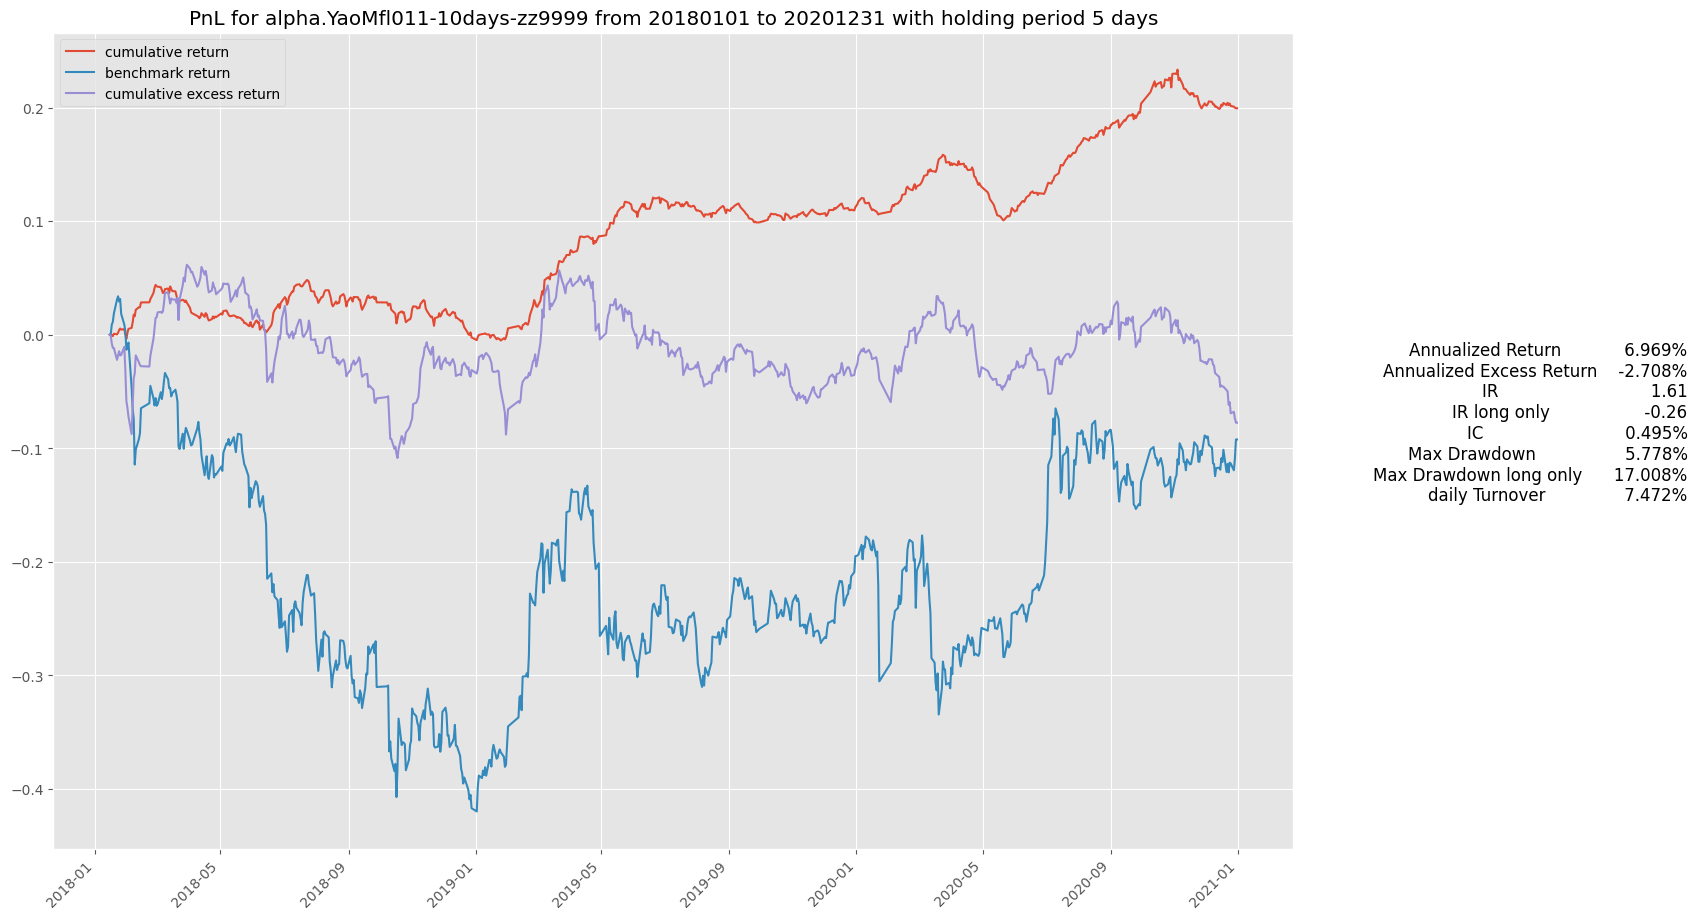 PnL for alpha.YaoMfl011-10days-zz9999 from 20180101 to 20201231 with holding period 5 days
cumulative return
benchmark return
cumulative excess return
0.2
0.1
0.0
−0.1
−0.2
−0.3
−0.4
2018-01
2018-05
2018-09
2019-01
2019-05
2019-09
2020-01
2020-05
2020-09
2021-01
Annualized Return 6.969%
Annualized Excess Return -2.708%
IR 1.61
IR long only -0.26
IC 0.495%
Max Drawdown 5.778%
Max Drawdown long only 17.008%
daily Turnover 7.472%